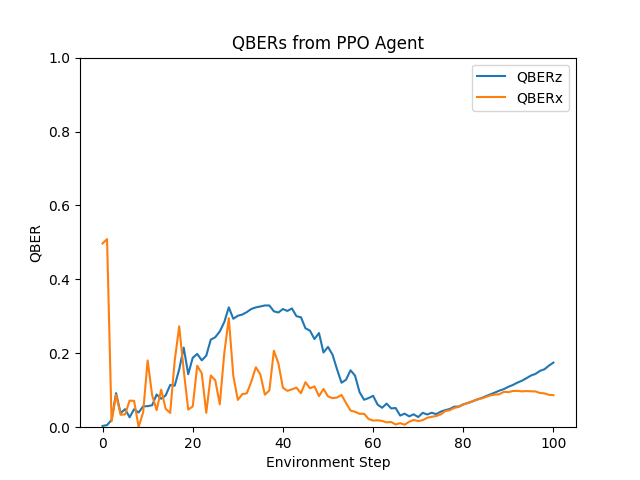 QBERs from PPO Agent
QBERz
QBERx
QBER
1.0
0.8
0.6
0.4
0.2
0.0
0 20 40 60 80 100
Environment Step